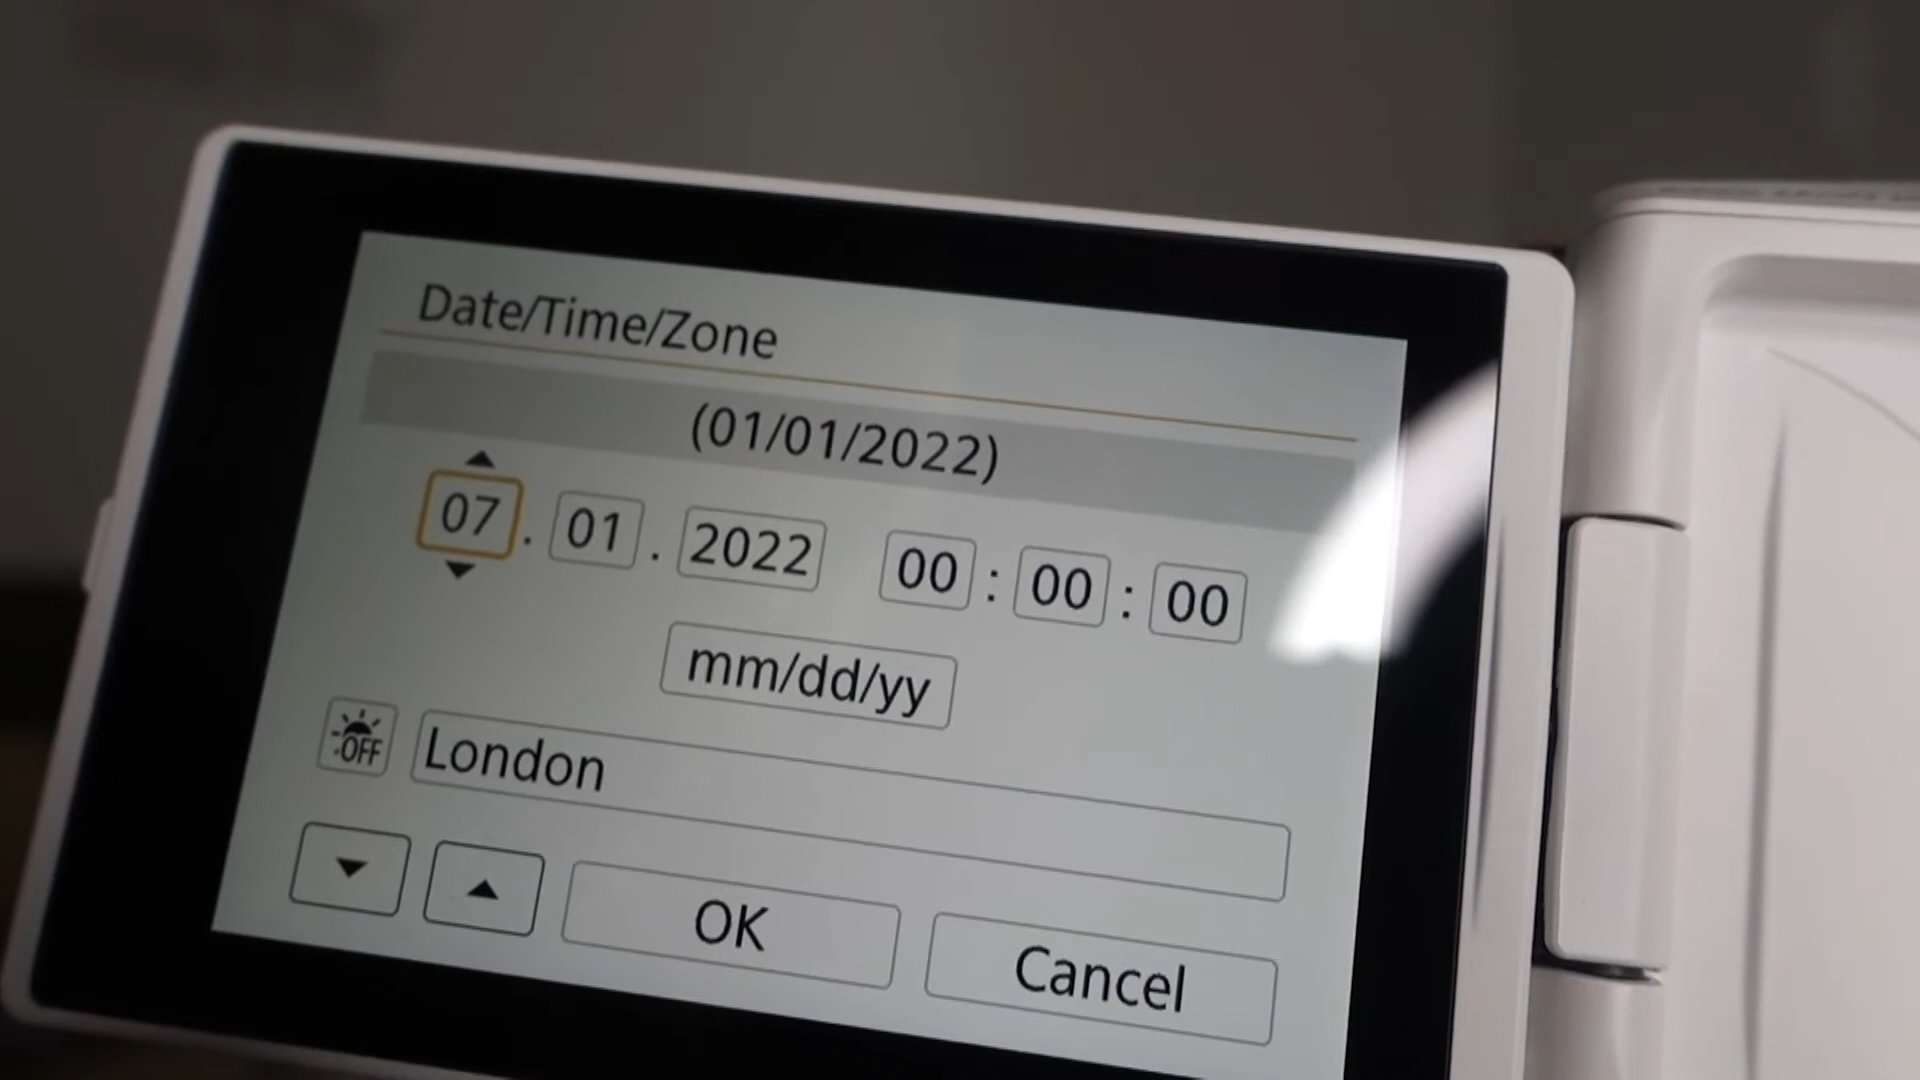 Date/Time/Zone
(01/01/2022)
07 . 01 . 2022 00 : 00 : 00
mm/dd/yy
OFF London
OK Cancel